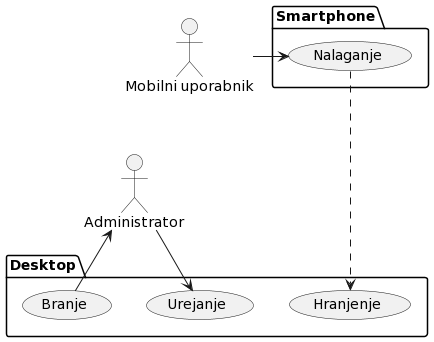 Smartphone
Nalaganje
Mobilni uporabnik
Administrator
Desktop
Branje
Urejanje
Hranjenje